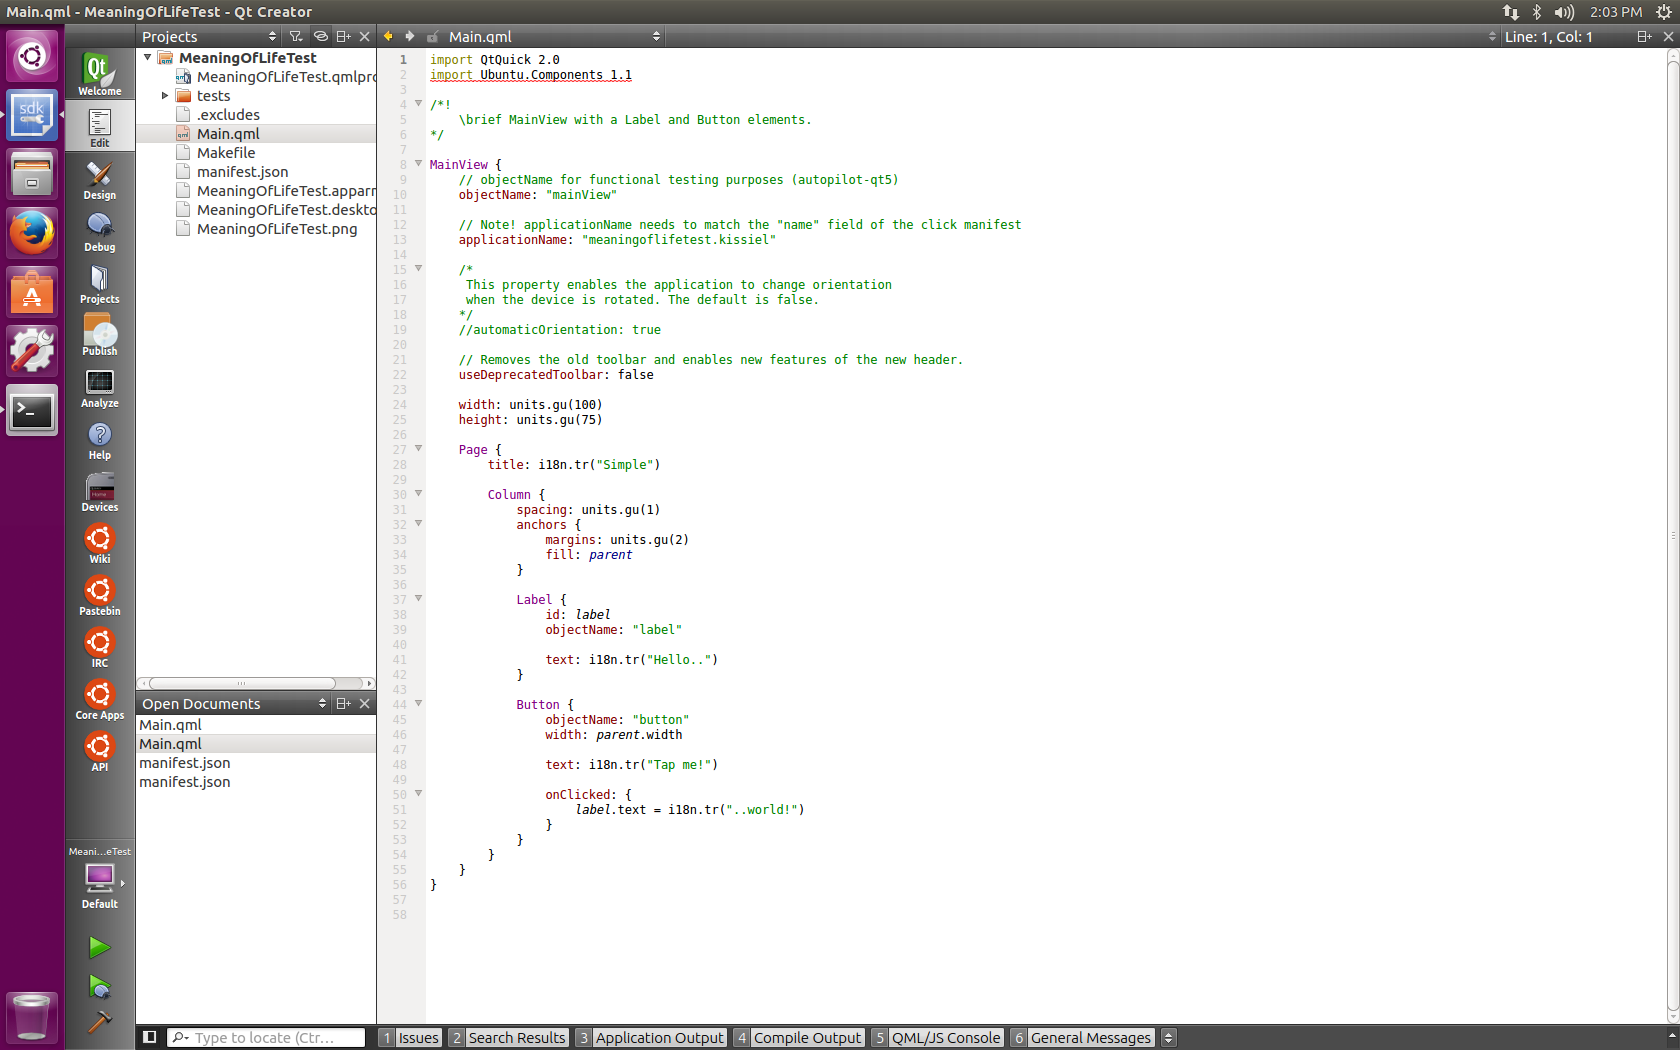 Main.qml - MeaningOfLifeTest - Qt Creator
2:03 PM
Projects
Main.qml
Line: 1, Col: 1
sdk
Qt
Welcome
Edit
Design
Debug
Projects
Publish
Analyze
Help
Devices
Wiki
Pastebin
IRC
Core Apps
API
Meani...eTest
Default
MeaningOfLifeTest
MeaningOfLifeTest.qmlprc
tests
.excludes
Main.qml
Makefile
manifest.json
MeaningOfLifeTest.apparr
MeaningOfLifeTest.deskto
MeaningOfLifeTest.png
Open Documents
Main.qml
Main.qml
manifest.json
manifest.json
1 import QtQuick 2.0
2 import Ubuntu.Components 1.1
3
4 /*!
5 \brief MainView with a Label and Button elements.
6 */
7
8 MainView {
9 // objectName for functional testing purposes (autopilot-qt5)
10 objectName: "mainView"
11
12 // Note! applicationName needs to match the "name" field of the click manifest
13 applicationName: "meaningoflifetest.kissiel"
14
15 /*
16 This property enables the application to change orientation
17 when the device is rotated. The default is false.
18 */
19 //automaticOrientation: true
20
21 // Removes the old toolbar and enables new features of the new header.
22 useDeprecatedToolbar: false
23
24 width: units.gu(100)
25 height: units.gu(75)
26
27 Page {
28 title: i18n.tr("Simple")
29
30 Column {
31 spacing: units.gu(1)
32 anchors {
33 margins: units.gu(2)
34 fill: parent
35 }
36
37 Label {
38 id: label
39 objectName: "label"
40
41 text: i18n.tr("Hello..")
42 }
43
44 Button {
45 objectName: "button"
46 width: parent.width
47
48 text: i18n.tr("Tap me!")
49
50 onClicked: {
51 label.text = i18n.tr("..world!")
52 }
53 }
54 }
55 }
56 }
57
58
Type to locate (Ctr...
1 Issues
2 Search Results
3 Application Output
4 Compile Output
5 QML/JS Console
6 General Messages